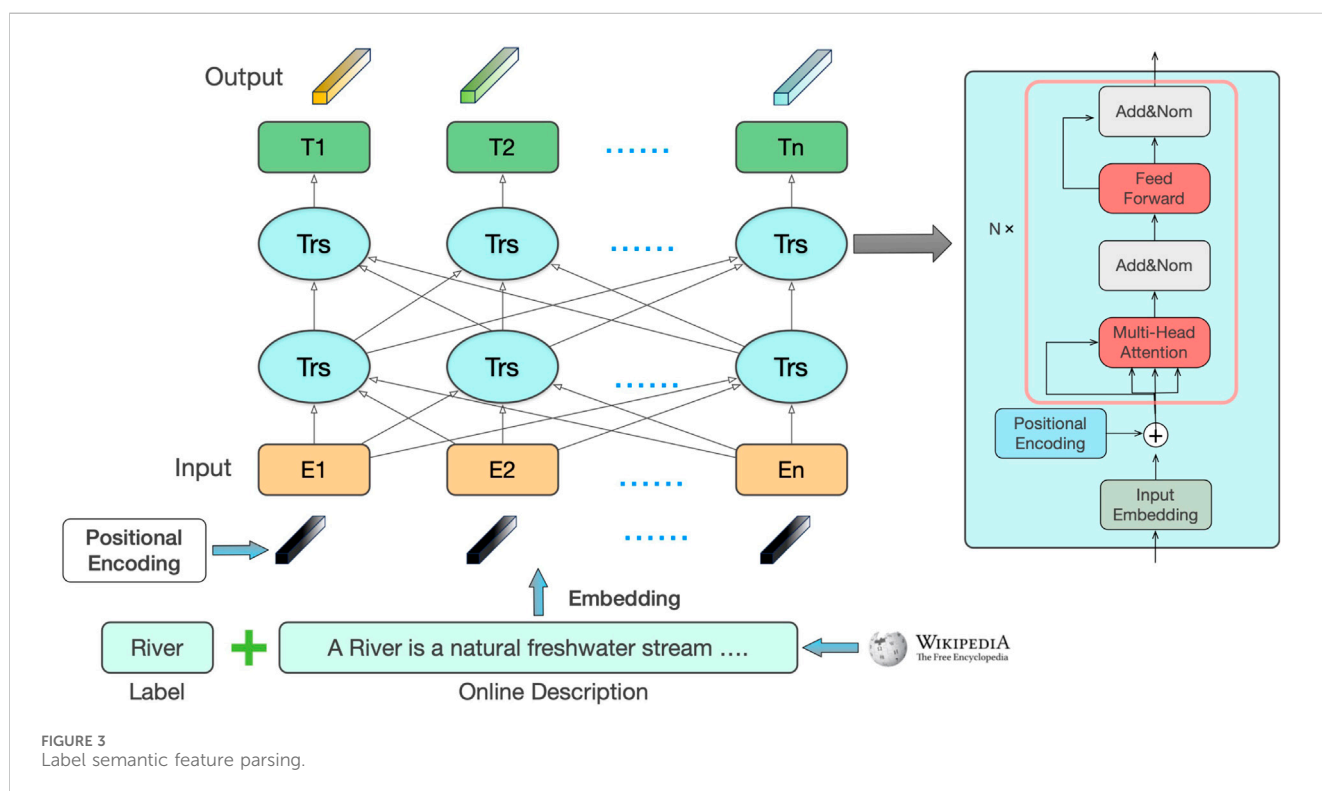 Output
T1
T2
......
Tn
Trs
Trs
......
Trs
Trs
Trs
......
Trs
Input
E1
E2
......
En
Positional
Encoding
......
Embedding
River
+
A River is a natural freshwater stream ....
WIKIPEDIA
The Free Encyclopedia
Label
Online Description
Add&Nom
Feed
Forward
N ×
Add&Nom
Multi-Head
Attention
Positional
Encoding
+
Input
Embedding
FIGURE 3
Label semantic feature parsing.